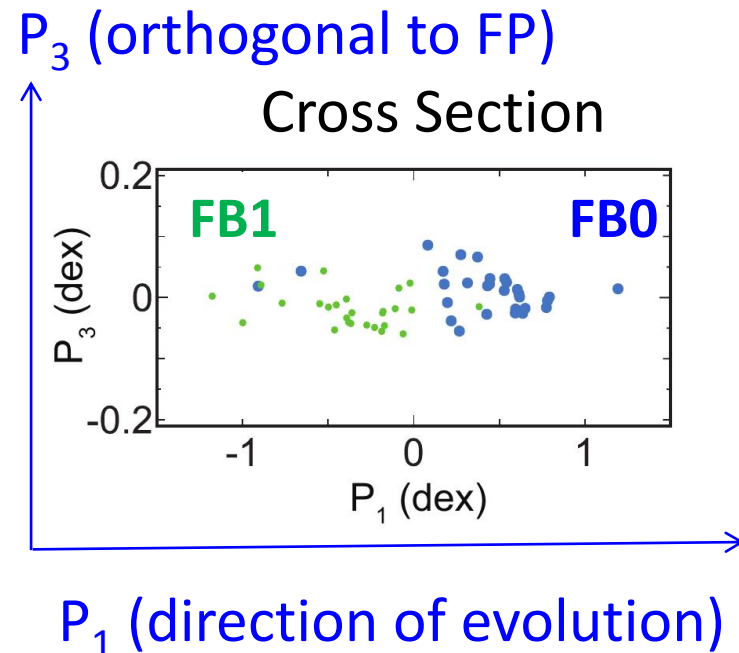 P3 (orthogonal to FP)
Cross Section
0.2
FB1 FB0
P3 (dex)
0
-0.2
-1 0 1
P1 (dex)
P1 (direction of evolution)